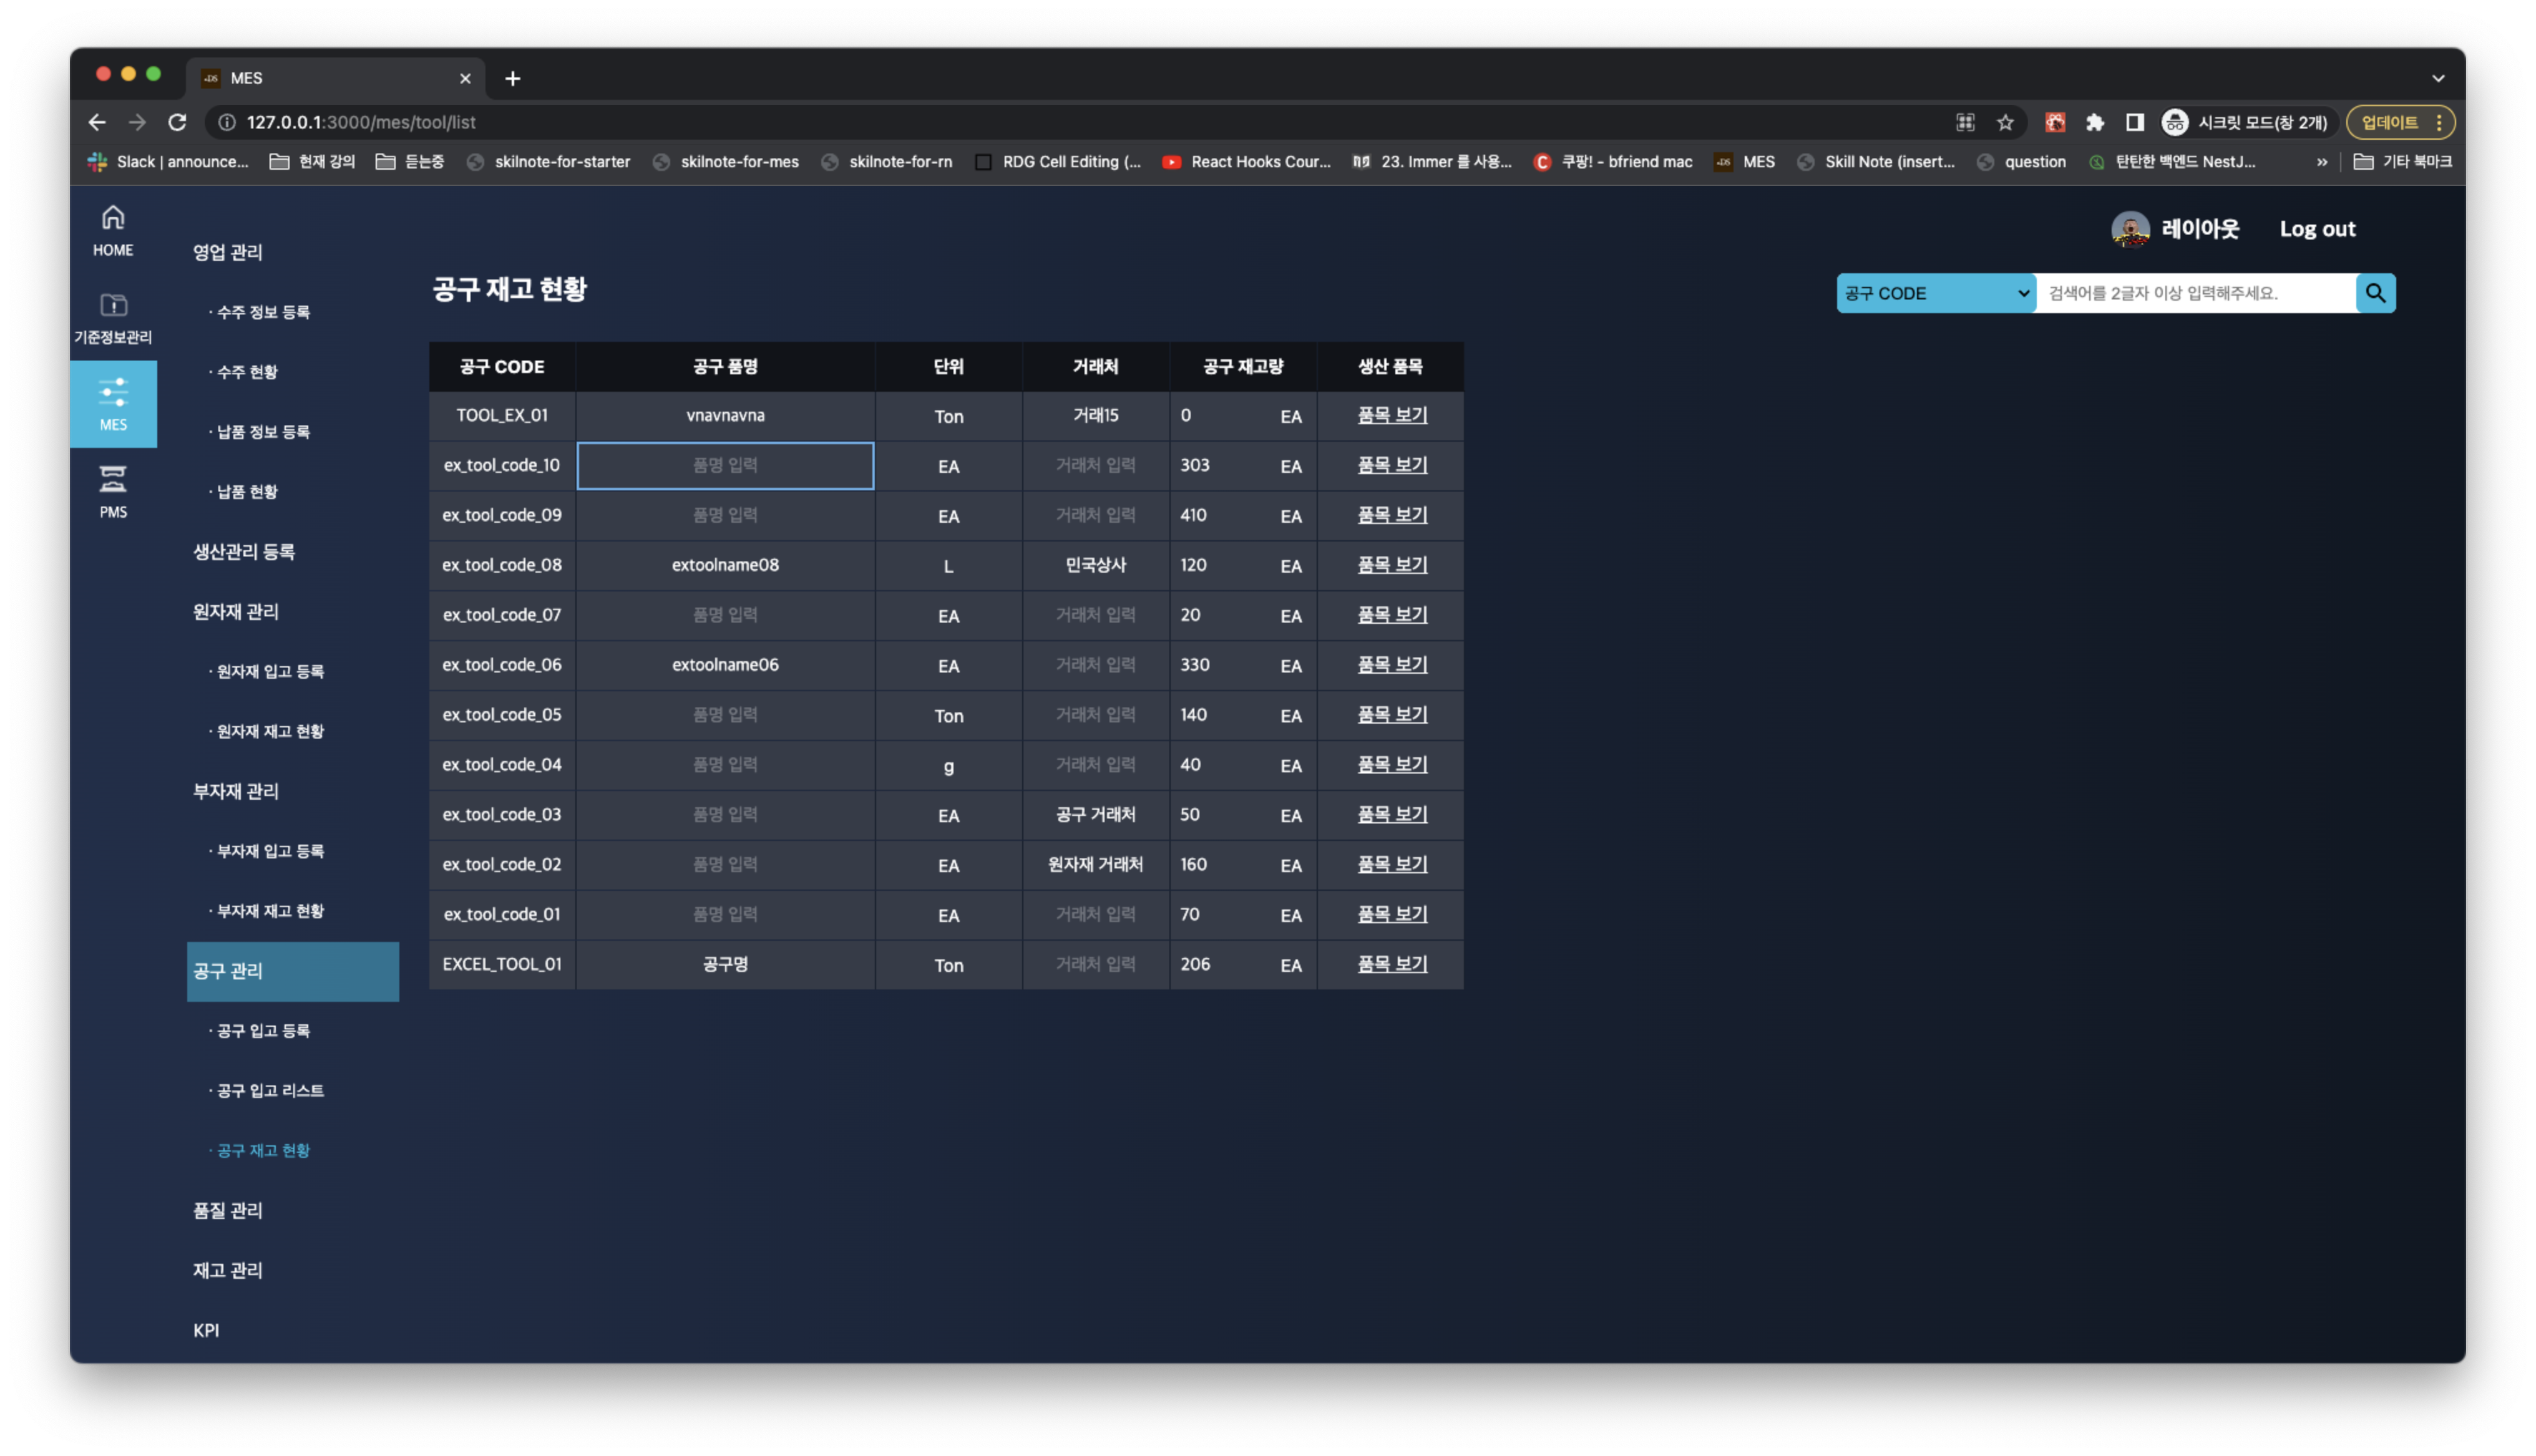 MES
127.0.0.1:3000/mes/tool/list
시크릿 모드(창 2개)
업데이트
Slack | announce... 현재 강의 듣는중 skilnote-for-starter skilnote-for-mes skilnote-for-rn RDG Cell Editing (... React Hooks Cour... 23. Immer 를 사용... 쿠팡! - bfriend mac MES Skill Note (insert... question 탄탄한 백엔드 NestJ... » 기타 북마크
HOME
기준정보관리
MES
PMS
영업 관리
· 수주 정보 등록
· 수주 현황
· 납품 정보 등록
· 납품 현황
생산관리 등록
원자재 관리
· 원자재 입고 등록
· 원자재 재고 현황
부자재 관리
· 부자재 입고 등록
· 부자재 재고 현황
공구 관리
· 공구 입고 등록
· 공구 입고 리스트
· 공구 재고 현황
품질 관리
재고 관리
KPI
레이아웃 Log out
공구 재고 현황
공구 CODE 검색어를 2글자 이상 입력해주세요.
공구 CODE 공구 품명 단위 거래처 공구 재고량 생산 품목
TOOL_EX_01 vnavnavna Ton 거래15 0 EA 품목 보기
ex_tool_code_10 품명 입력 EA 거래처 입력 303 EA 품목 보기
ex_tool_code_09 품명 입력 EA 거래처 입력 410 EA 품목 보기
ex_tool_code_08 extoolname08 L 민국상사 120 EA 품목 보기
ex_tool_code_07 품명 입력 EA 거래처 입력 20 EA 품목 보기
ex_tool_code_06 extoolname06 EA 거래처 입력 330 EA 품목 보기
ex_tool_code_05 품명 입력 Ton 거래처 입력 140 EA 품목 보기
ex_tool_code_04 품명 입력 g 거래처 입력 40 EA 품목 보기
ex_tool_code_03 품명 입력 EA 공구 거래처 50 EA 품목 보기
ex_tool_code_02 품명 입력 EA 원자재 거래처 160 EA 품목 보기
ex_tool_code_01 품명 입력 EA 거래처 입력 70 EA 품목 보기
EXCEL_TOOL_01 공구명 Ton 거래처 입력 206 EA 품목 보기